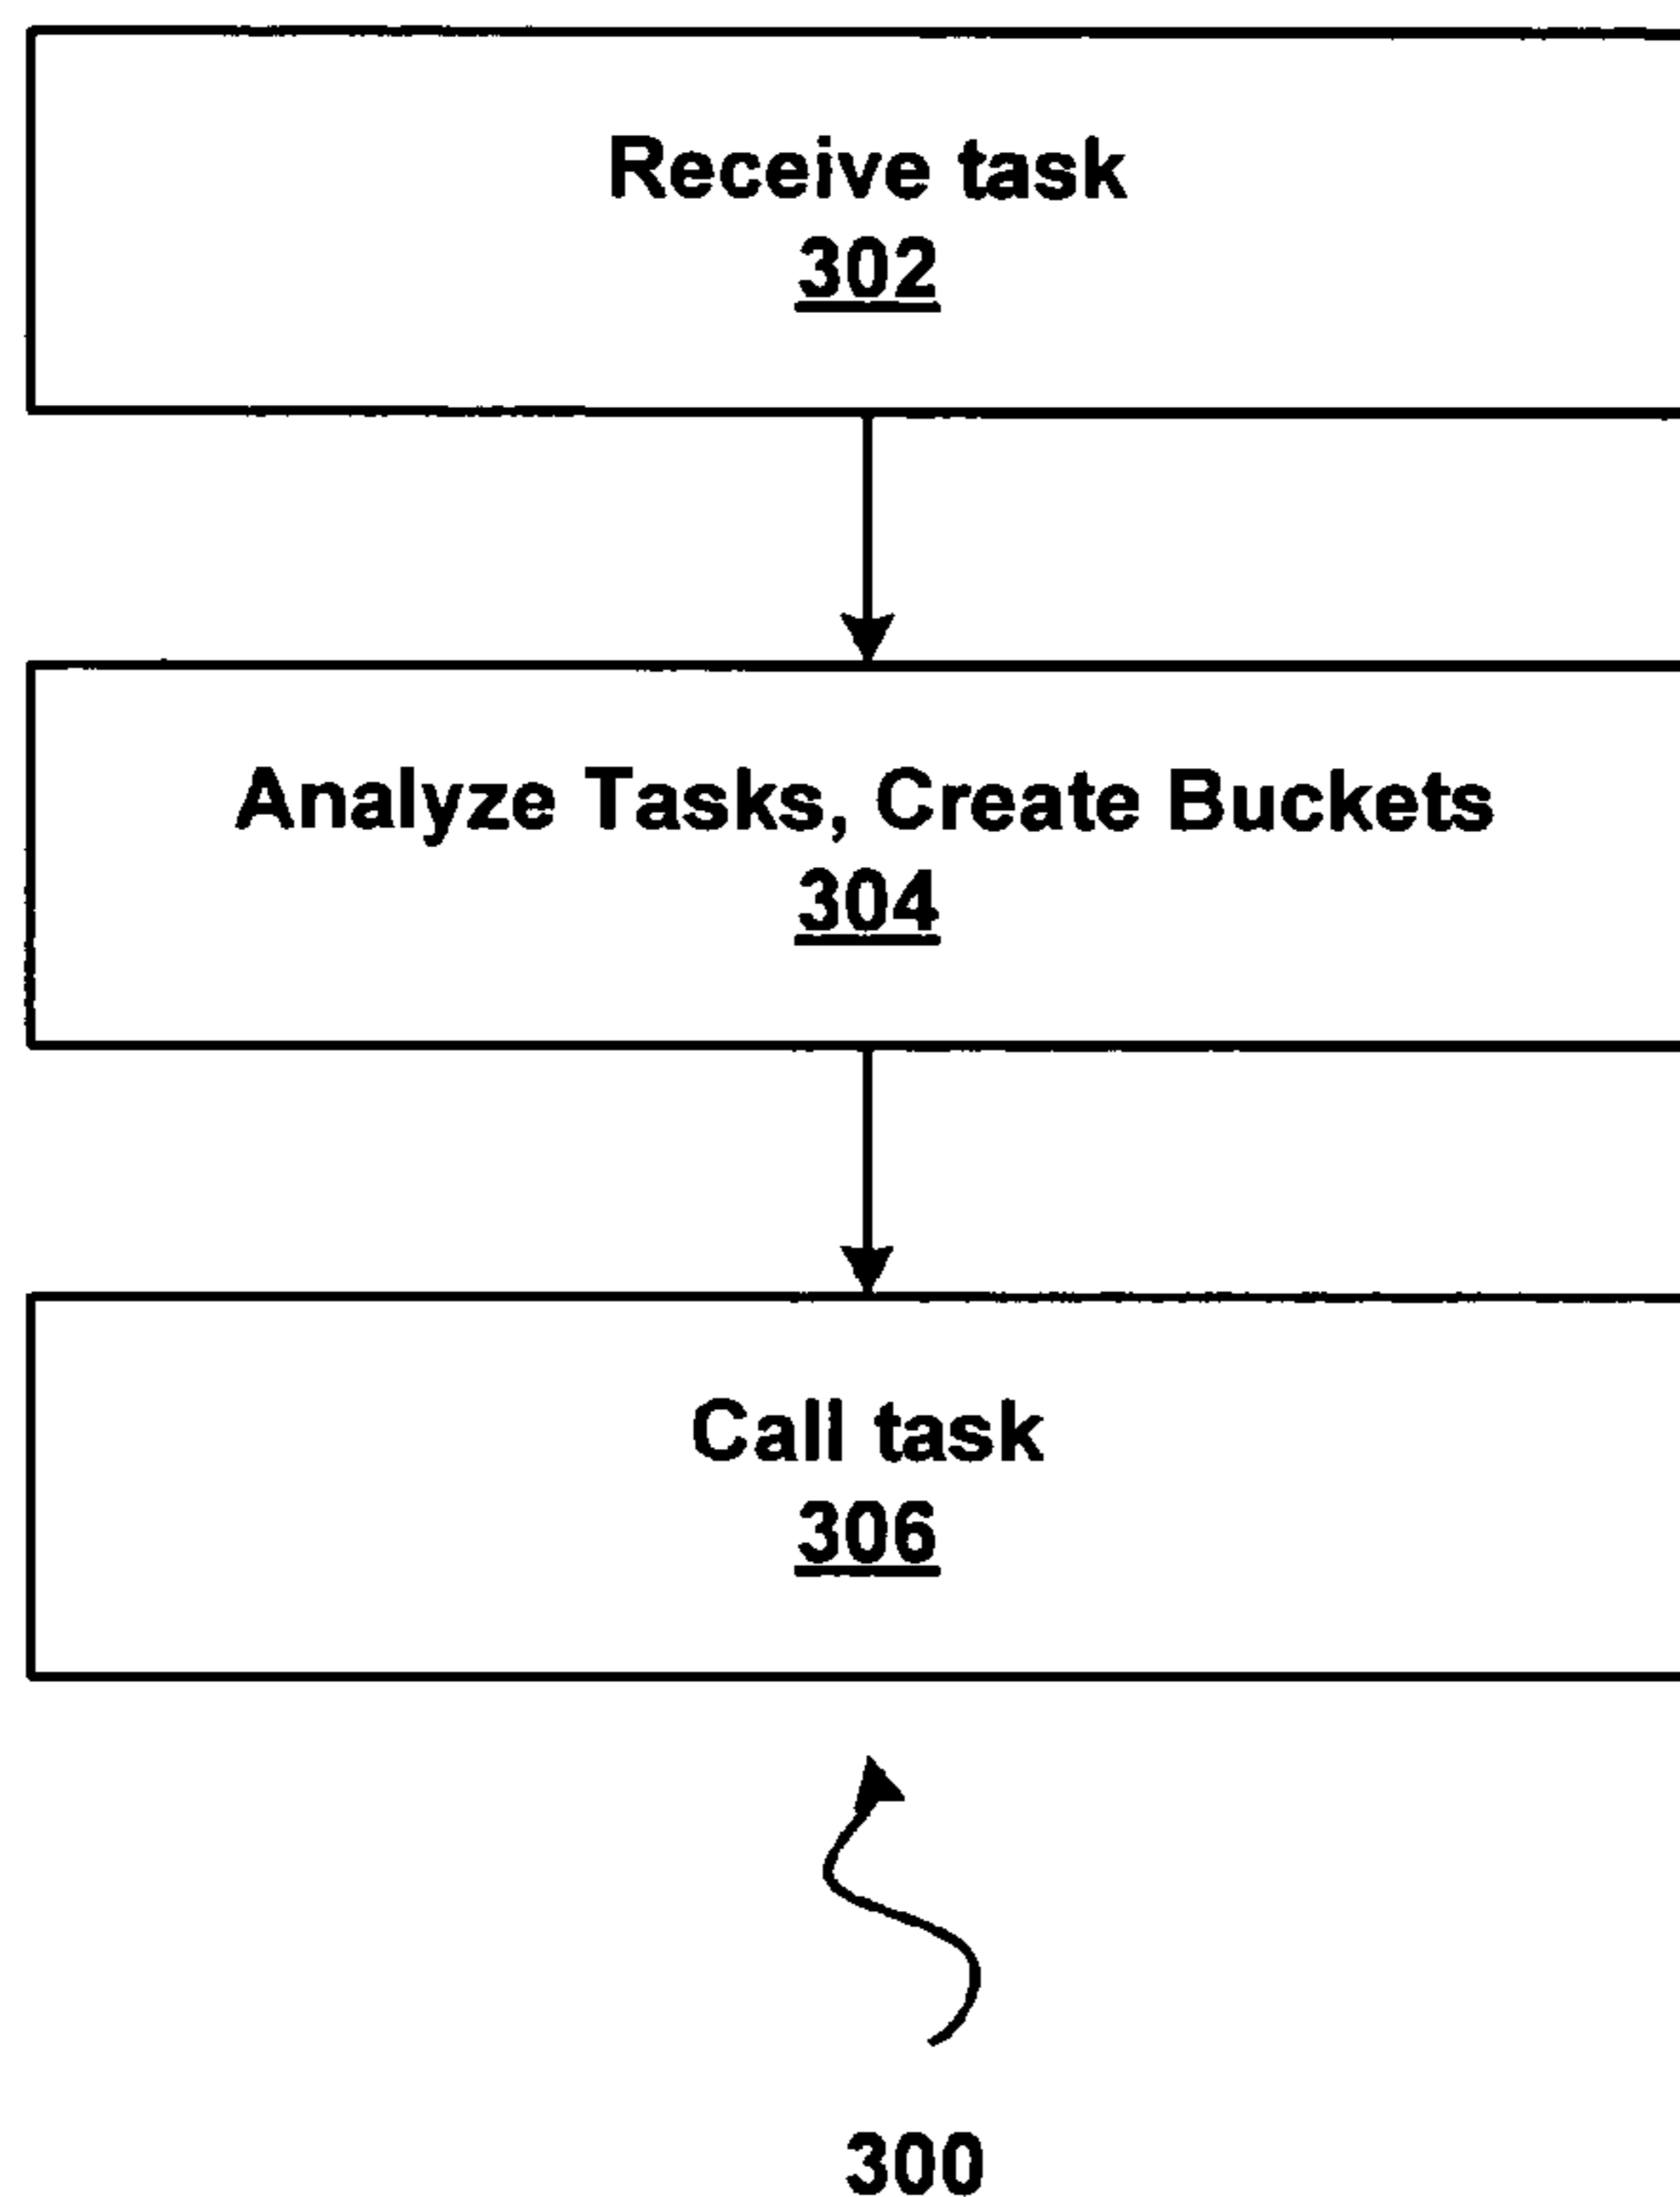 Receive task
302
Analyze Tasks, Create Buckets
304
Call task
306
300